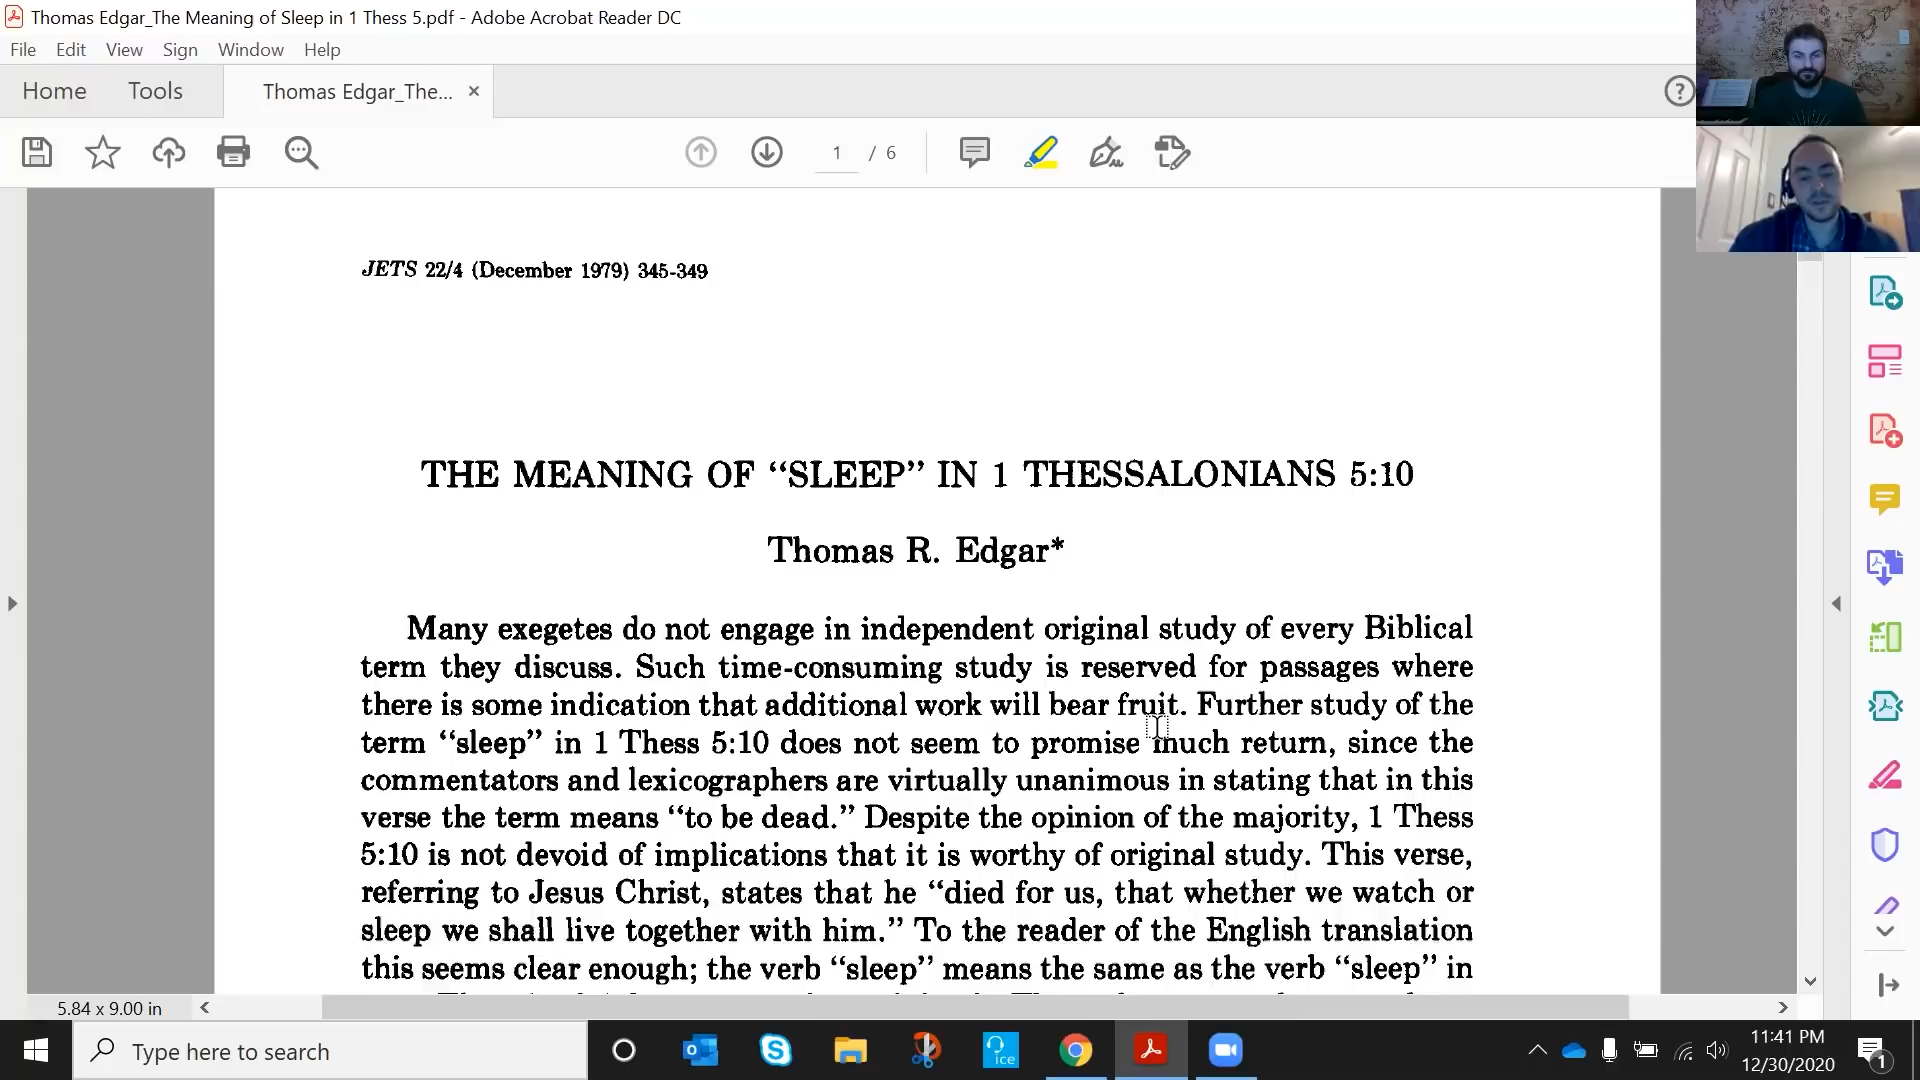 Thomas Edgar_The Meaning of Sleep in 1 Thess 5.pdf - Adobe Acrobat Reader DC
File Edit View Sign Window Help
Home Tools Thomas Edgar_The... ×
1 / 6
JETS 22/4 (December 1979) 345-349
THE MEANING OF “SLEEP” IN 1 THESSALONIANS 5:10
Thomas R. Edgar*
Many exegetes do not engage in independent original study of every Biblical
term they discuss. Such time-consuming study is reserved for passages where
there is some indication that additional work will bear fruit. Further study of the
term “sleep” in 1 Thess 5:10 does not seem to promise much return, since the
commentators and lexicographers are virtually unanimous in stating that in this
verse the term means “to be dead.” Despite the opinion of the majority, 1 Thess
5:10 is not devoid of implications that it is worthy of original study. This verse,
referring to Jesus Christ, states that he “died for us, that whether we watch or
sleep we shall live together with him.” To the reader of the English translation
this seems clear enough; the verb “sleep” means the same as the verb “sleep” in
5.84 x 9.00 in
Type here to search
ice
11:41 PM
12/30/2020
1